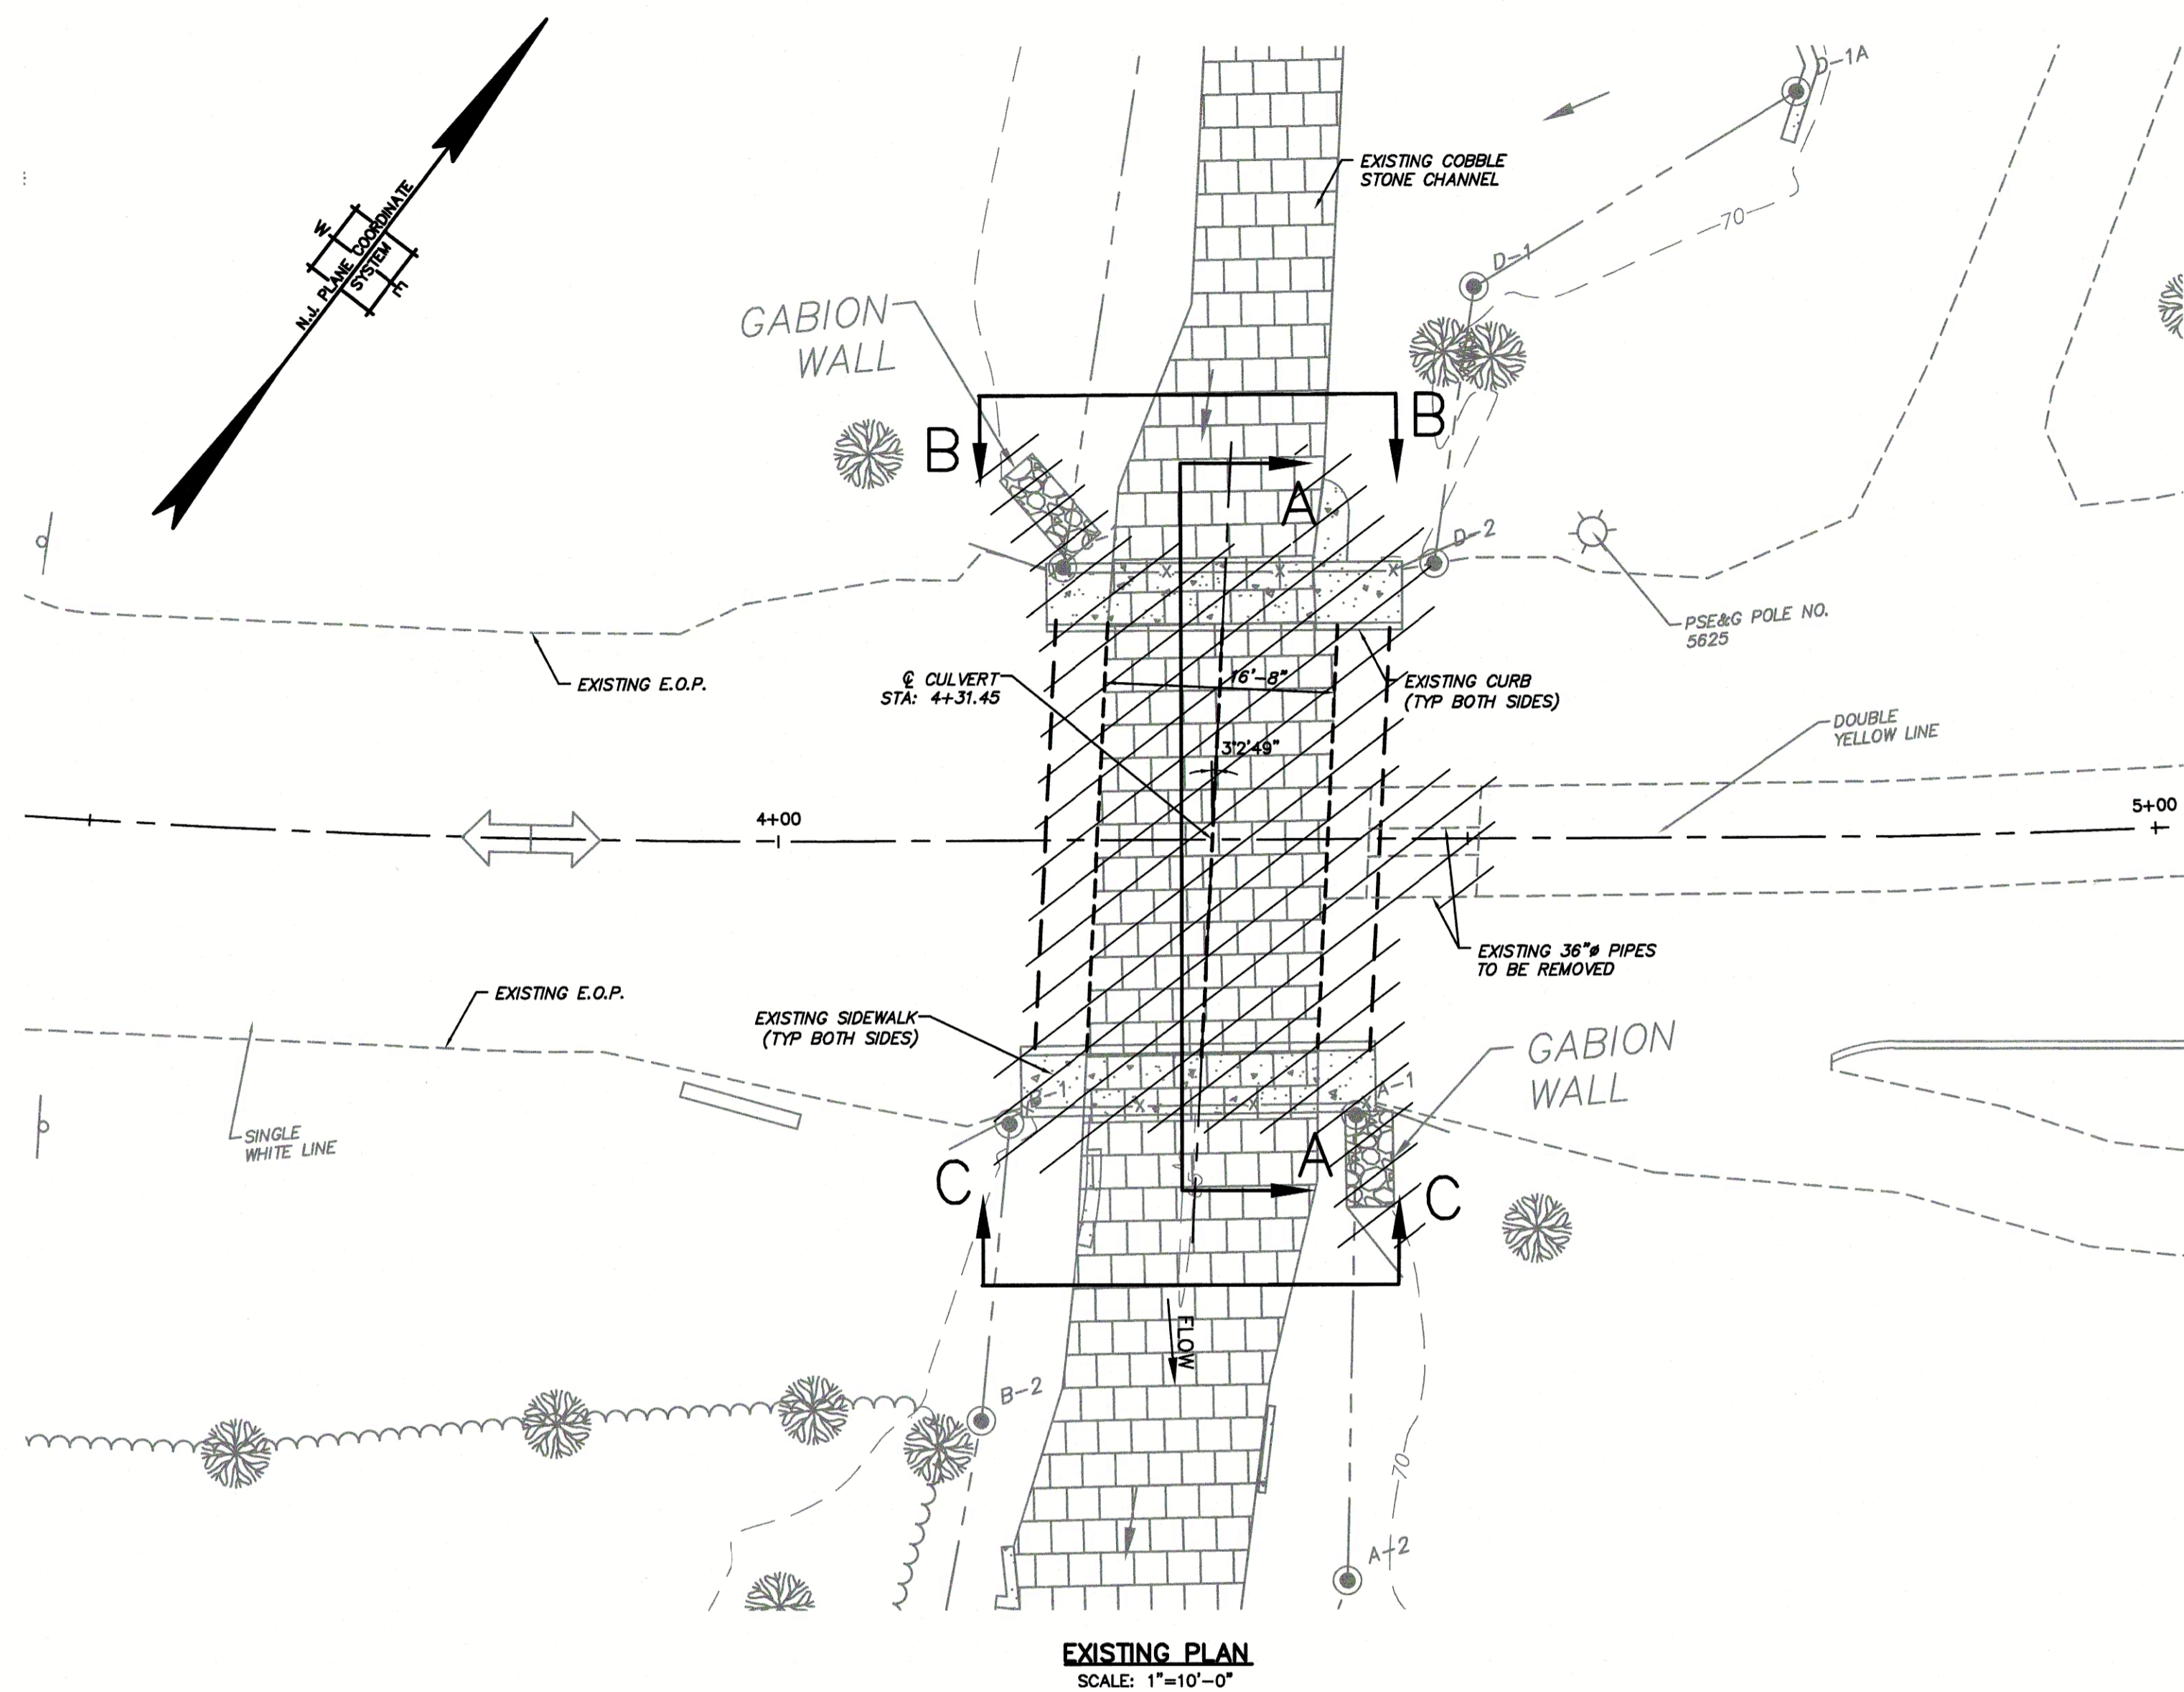 D-1A
EXISTING COBBLE
STONE CHANNEL
W
N.J. PLANE COORDINATE
SYSTEM
E
70
D-1
GABION
WALL
B
B
A
D-2
PSE&G POLE NO.
5625
EXISTING E.O.P.
℄ CULVERT
STA: 4+31.45
16'-8"
EXISTING CURB
(TYP BOTH SIDES)
3°2'49"
DOUBLE
YELLOW LINE
4+00
5+00
EXISTING 36"ø PIPES
TO BE REMOVED
EXISTING E.O.P.
EXISTING SIDEWALK
(TYP BOTH SIDES)
GABION
WALL
SINGLE
WHITE LINE
B-1
A-1
A
C
C
FLOW
B-2
70
A-2
EXISTING PLAN
SCALE: 1"=10'-0"